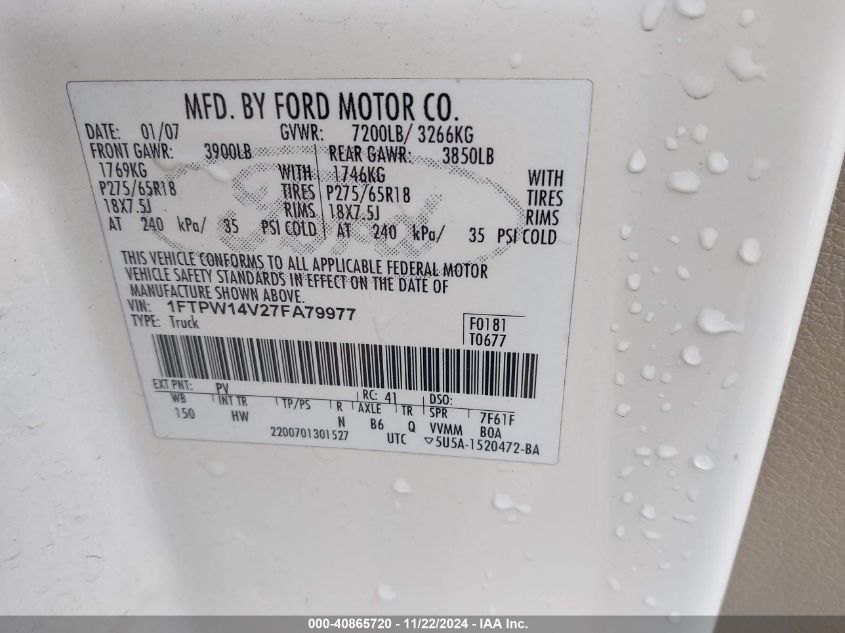 MFD. BY FORD MOTOR CO.
DATE: 01/07 GVWR: 7200LB/ 3266KG
FRONT GAWR: 3900LB REAR GAWR: 3850LB
1769KG WITH 1746KG WITH
P275/65R18 TIRES P275/65R18 TIRES
18X7.5J RIMS 18X7.5J RIMS
AT 240 kPa/ 35 PSI COLD AT 240 kPa/ 35 PSI COLD
Ford
THIS VEHICLE CONFORMS TO ALL APPLICABLE FEDERAL MOTOR
VEHICLE SAFETY STANDARDS IN EFFECT ON THE DATE OF
MANUFACTURE SHOWN ABOVE.
VIN: 1FTPW14V27FA79977
TYPE: Truck
F0181
T0677
EXT PNT: PV RC: 41 DSO:
WB INT TR TP/PS R AXLE TR SPR 7F61F
150 HW N B6 Q VVMM BOA
2200701301527 UTC ▽5U5A-1520472-BA
000-40865720 - 11/22/2024 - IAA Inc.